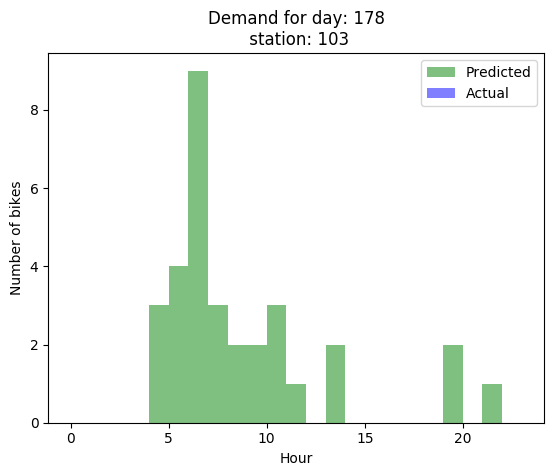 Demand for day: 178
station: 103
Predicted
Actual
8
6
4
2
0
Number of bikes
0 5 10 15 20
Hour